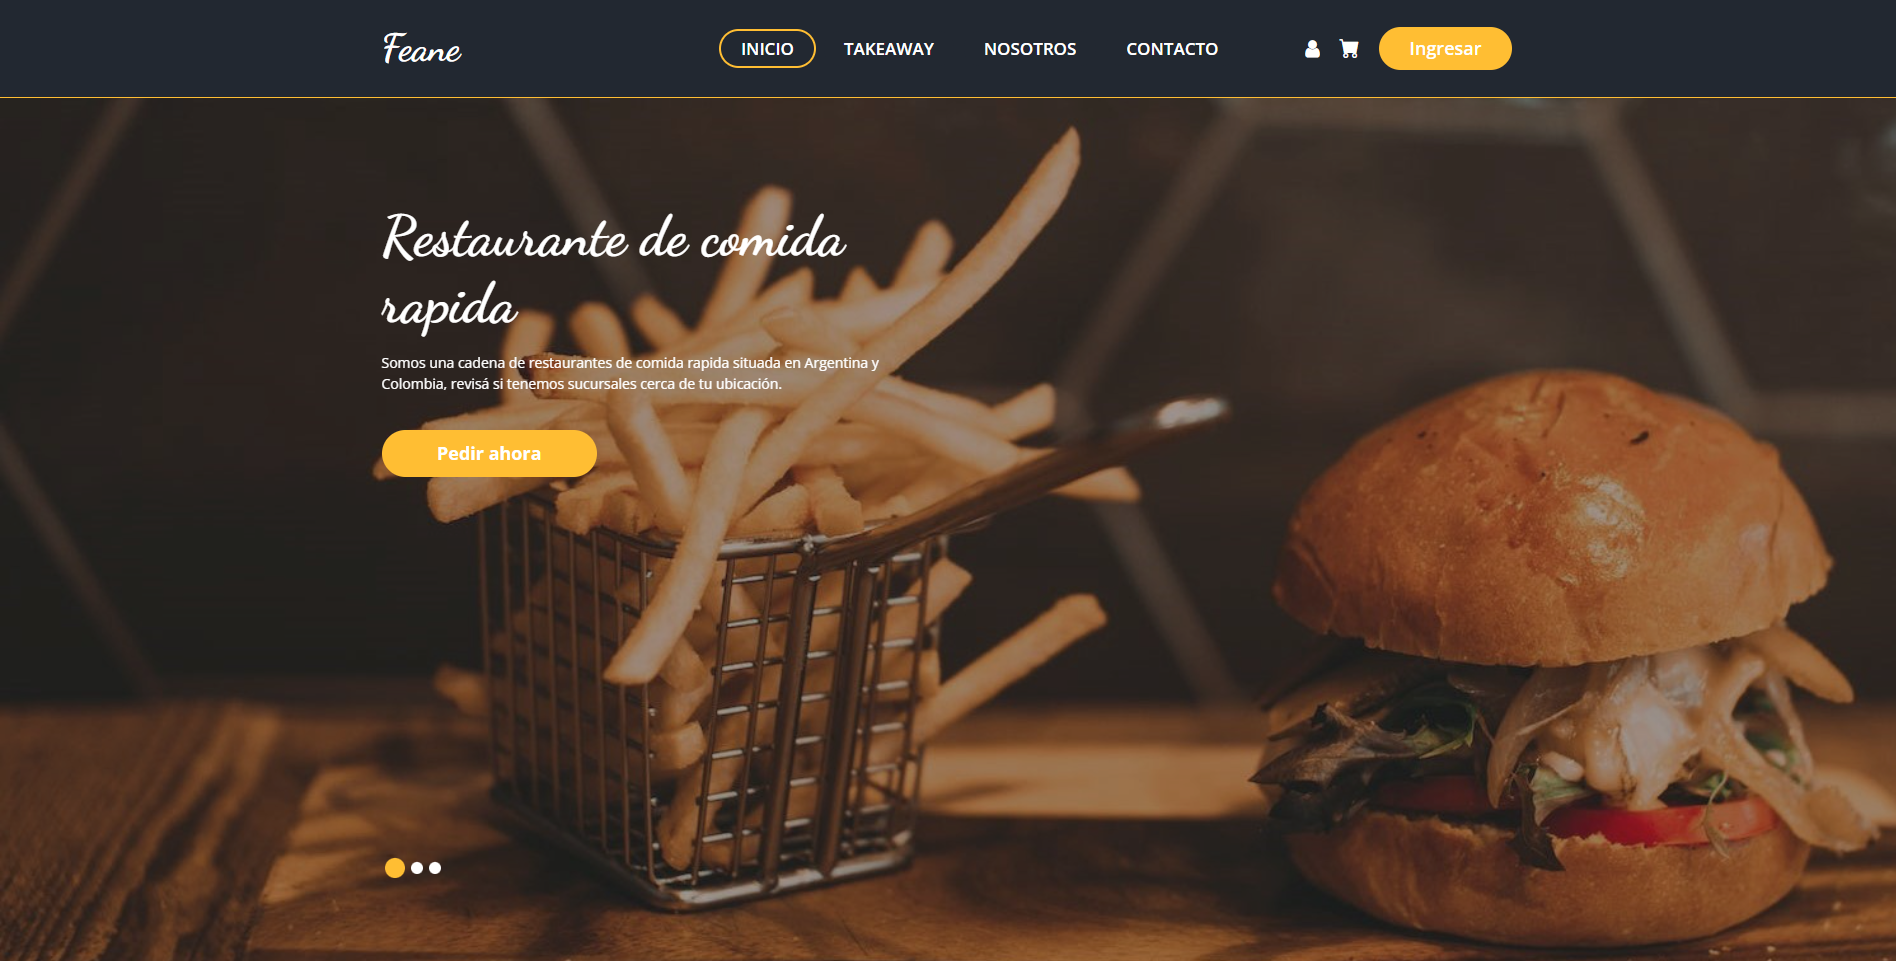 Feane
INICIO
TAKEAWAY
NOSOTROS
CONTACTO
Ingresar
Restaurante de comida
rapida
Somos una cadena de restaurantes de comida rapida situada en Argentina y
Colombia, revisá si tenemos sucursales cerca de tu ubicación.
Pedir ahora